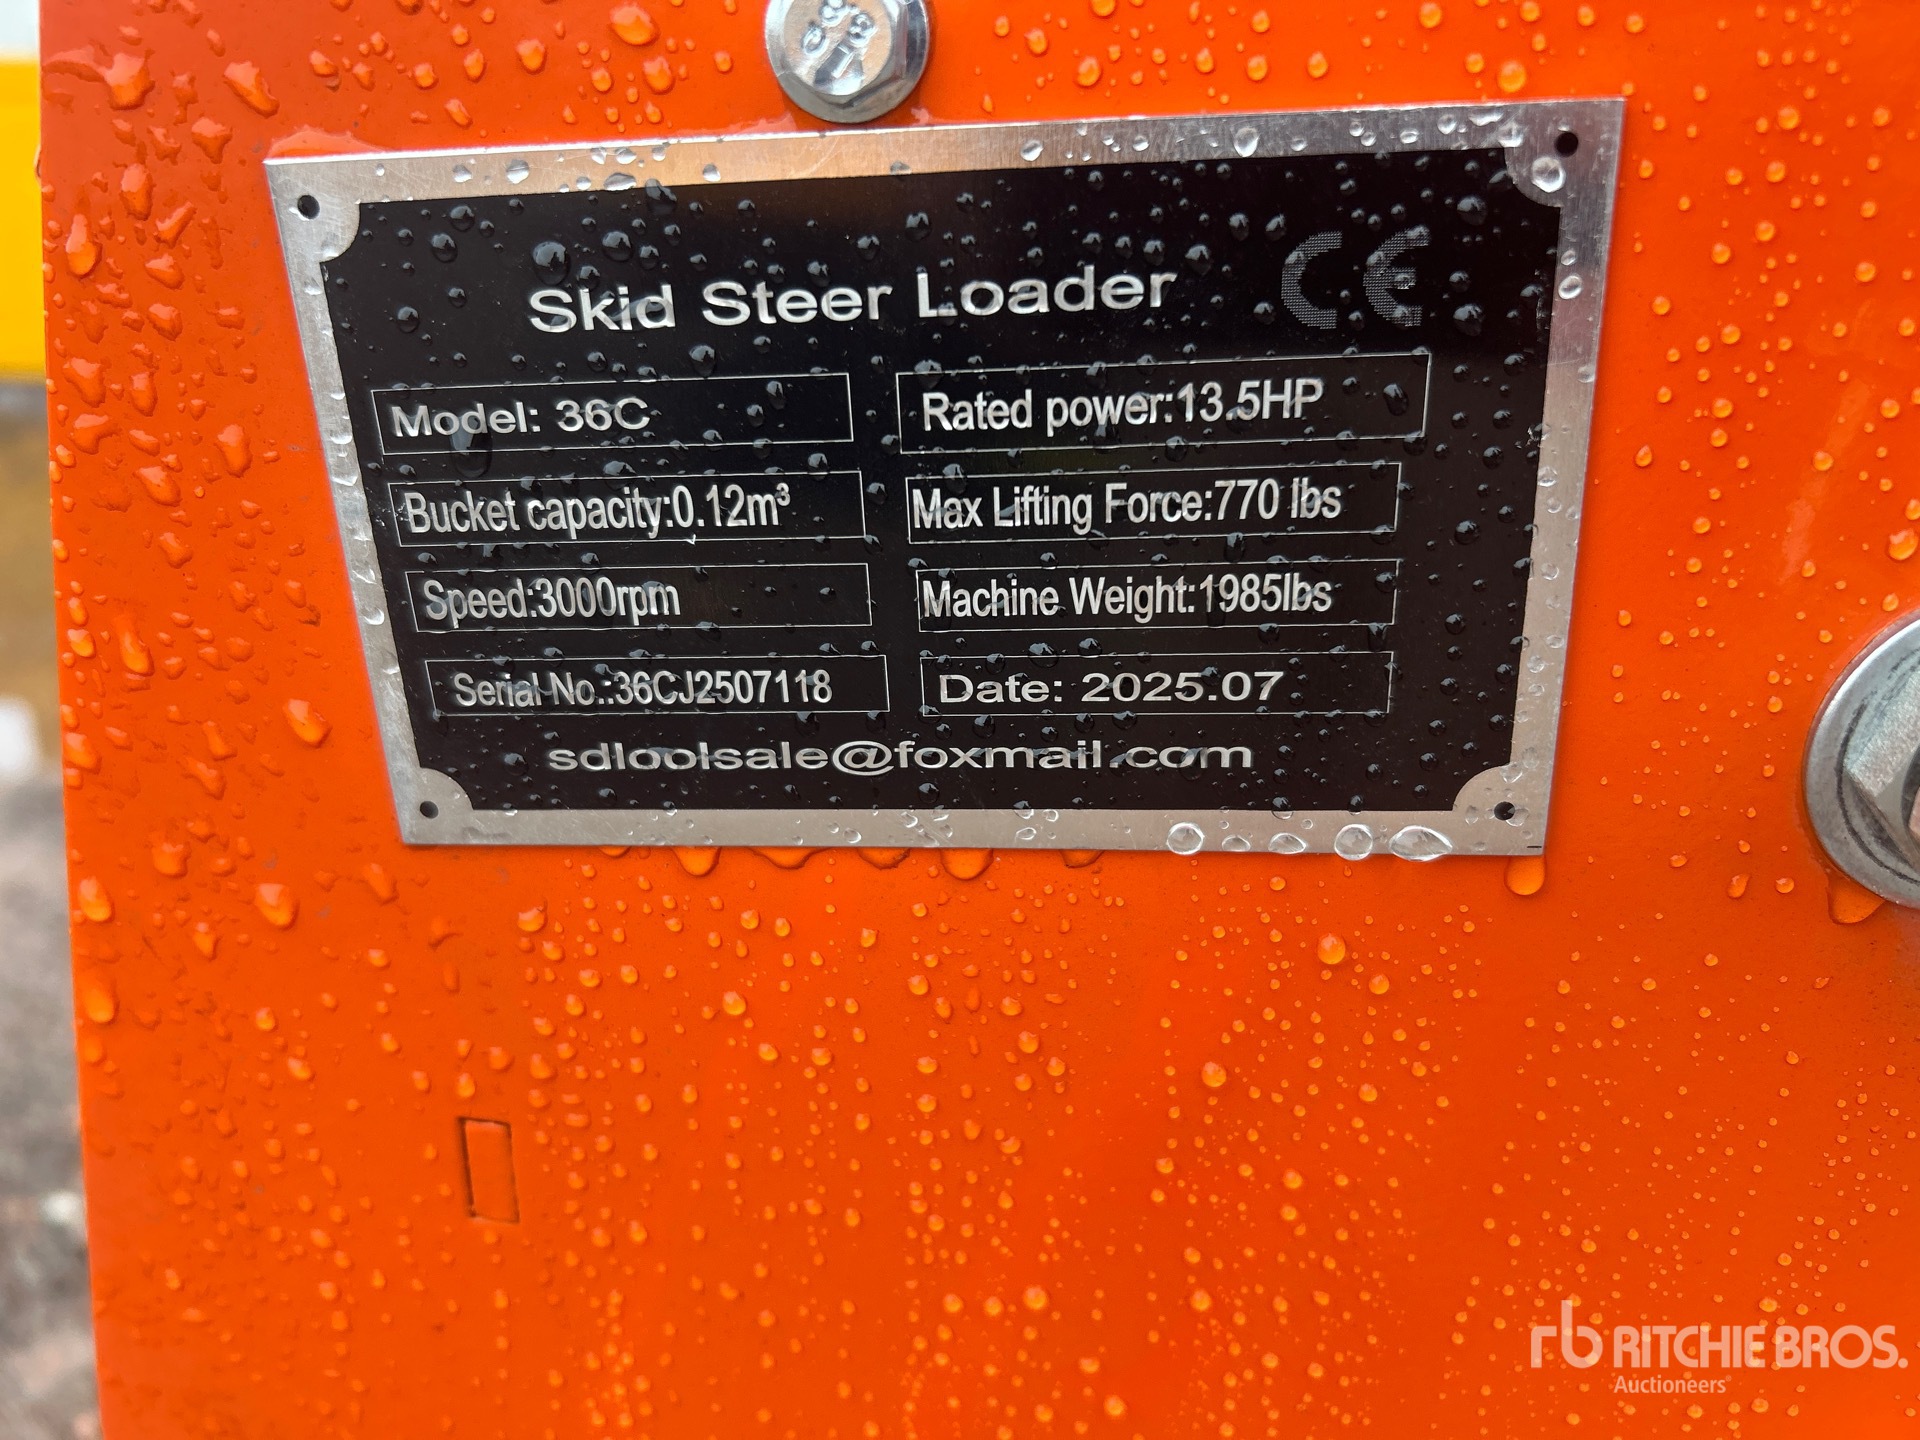 Skid Steer Loader CE
Model: 36C Rated power:13.5HP
Bucket capacity:0.12m³ Max Lifting Force:770 lbs
Speed:3000rpm Machine Weight:1985lbs
Serial No.:36CJ2507118 Date: 2025.07
sdloolsale@foxmail.com
rb RITCHIE BROS.
Auctioneers